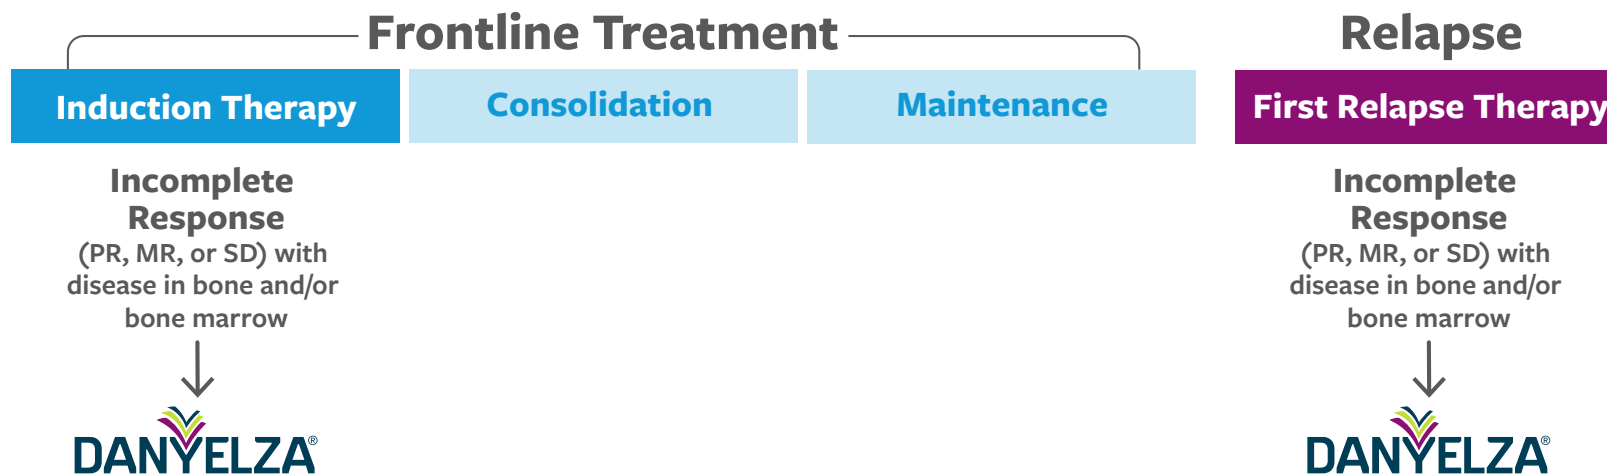 Frontline Treatment
Relapse
Induction Therapy
Consolidation
Maintenance
First Relapse Therapy
Incomplete
Response
(PR, MR, or SD) with
disease in bone and/or
bone marrow
DANYELZA®
Incomplete
Response
(PR, MR, or SD) with
disease in bone and/or
bone marrow
DANYELZA®